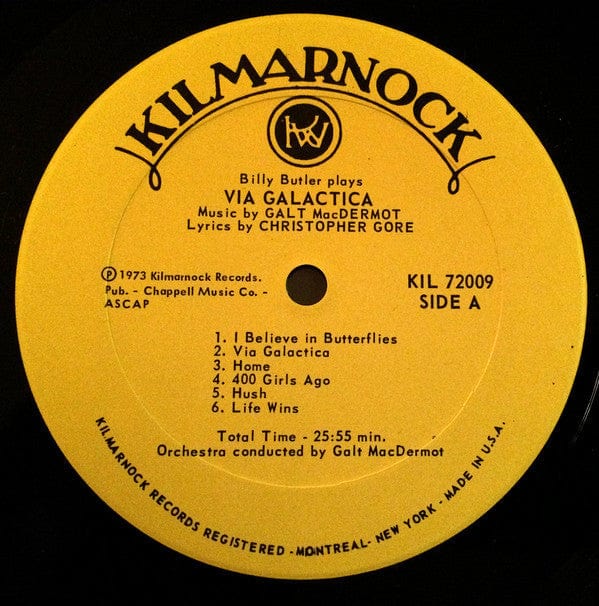 KILMARNOCK
Billy Butler plays
VIA GALACTICA
Music by GALT MacDERMOT
Lyrics by CHRISTOPHER GORE
Ⓟ 1973 Kilmarnock Records.
Pub. - Chappell Music Co. -
ASCAP
KIL 72009
SIDE A
1. I Believe in Butterflies
2. Via Galactica
3. Home
4. 400 Girls Ago
5. Hush
6. Life Wins
Total Time - 25:55 min.
Orchestra conducted by Galt MacDermot
KILMARNOCK RECORDS REGISTERED - MONTREAL - NEW YORK - MADE IN U.S.A.